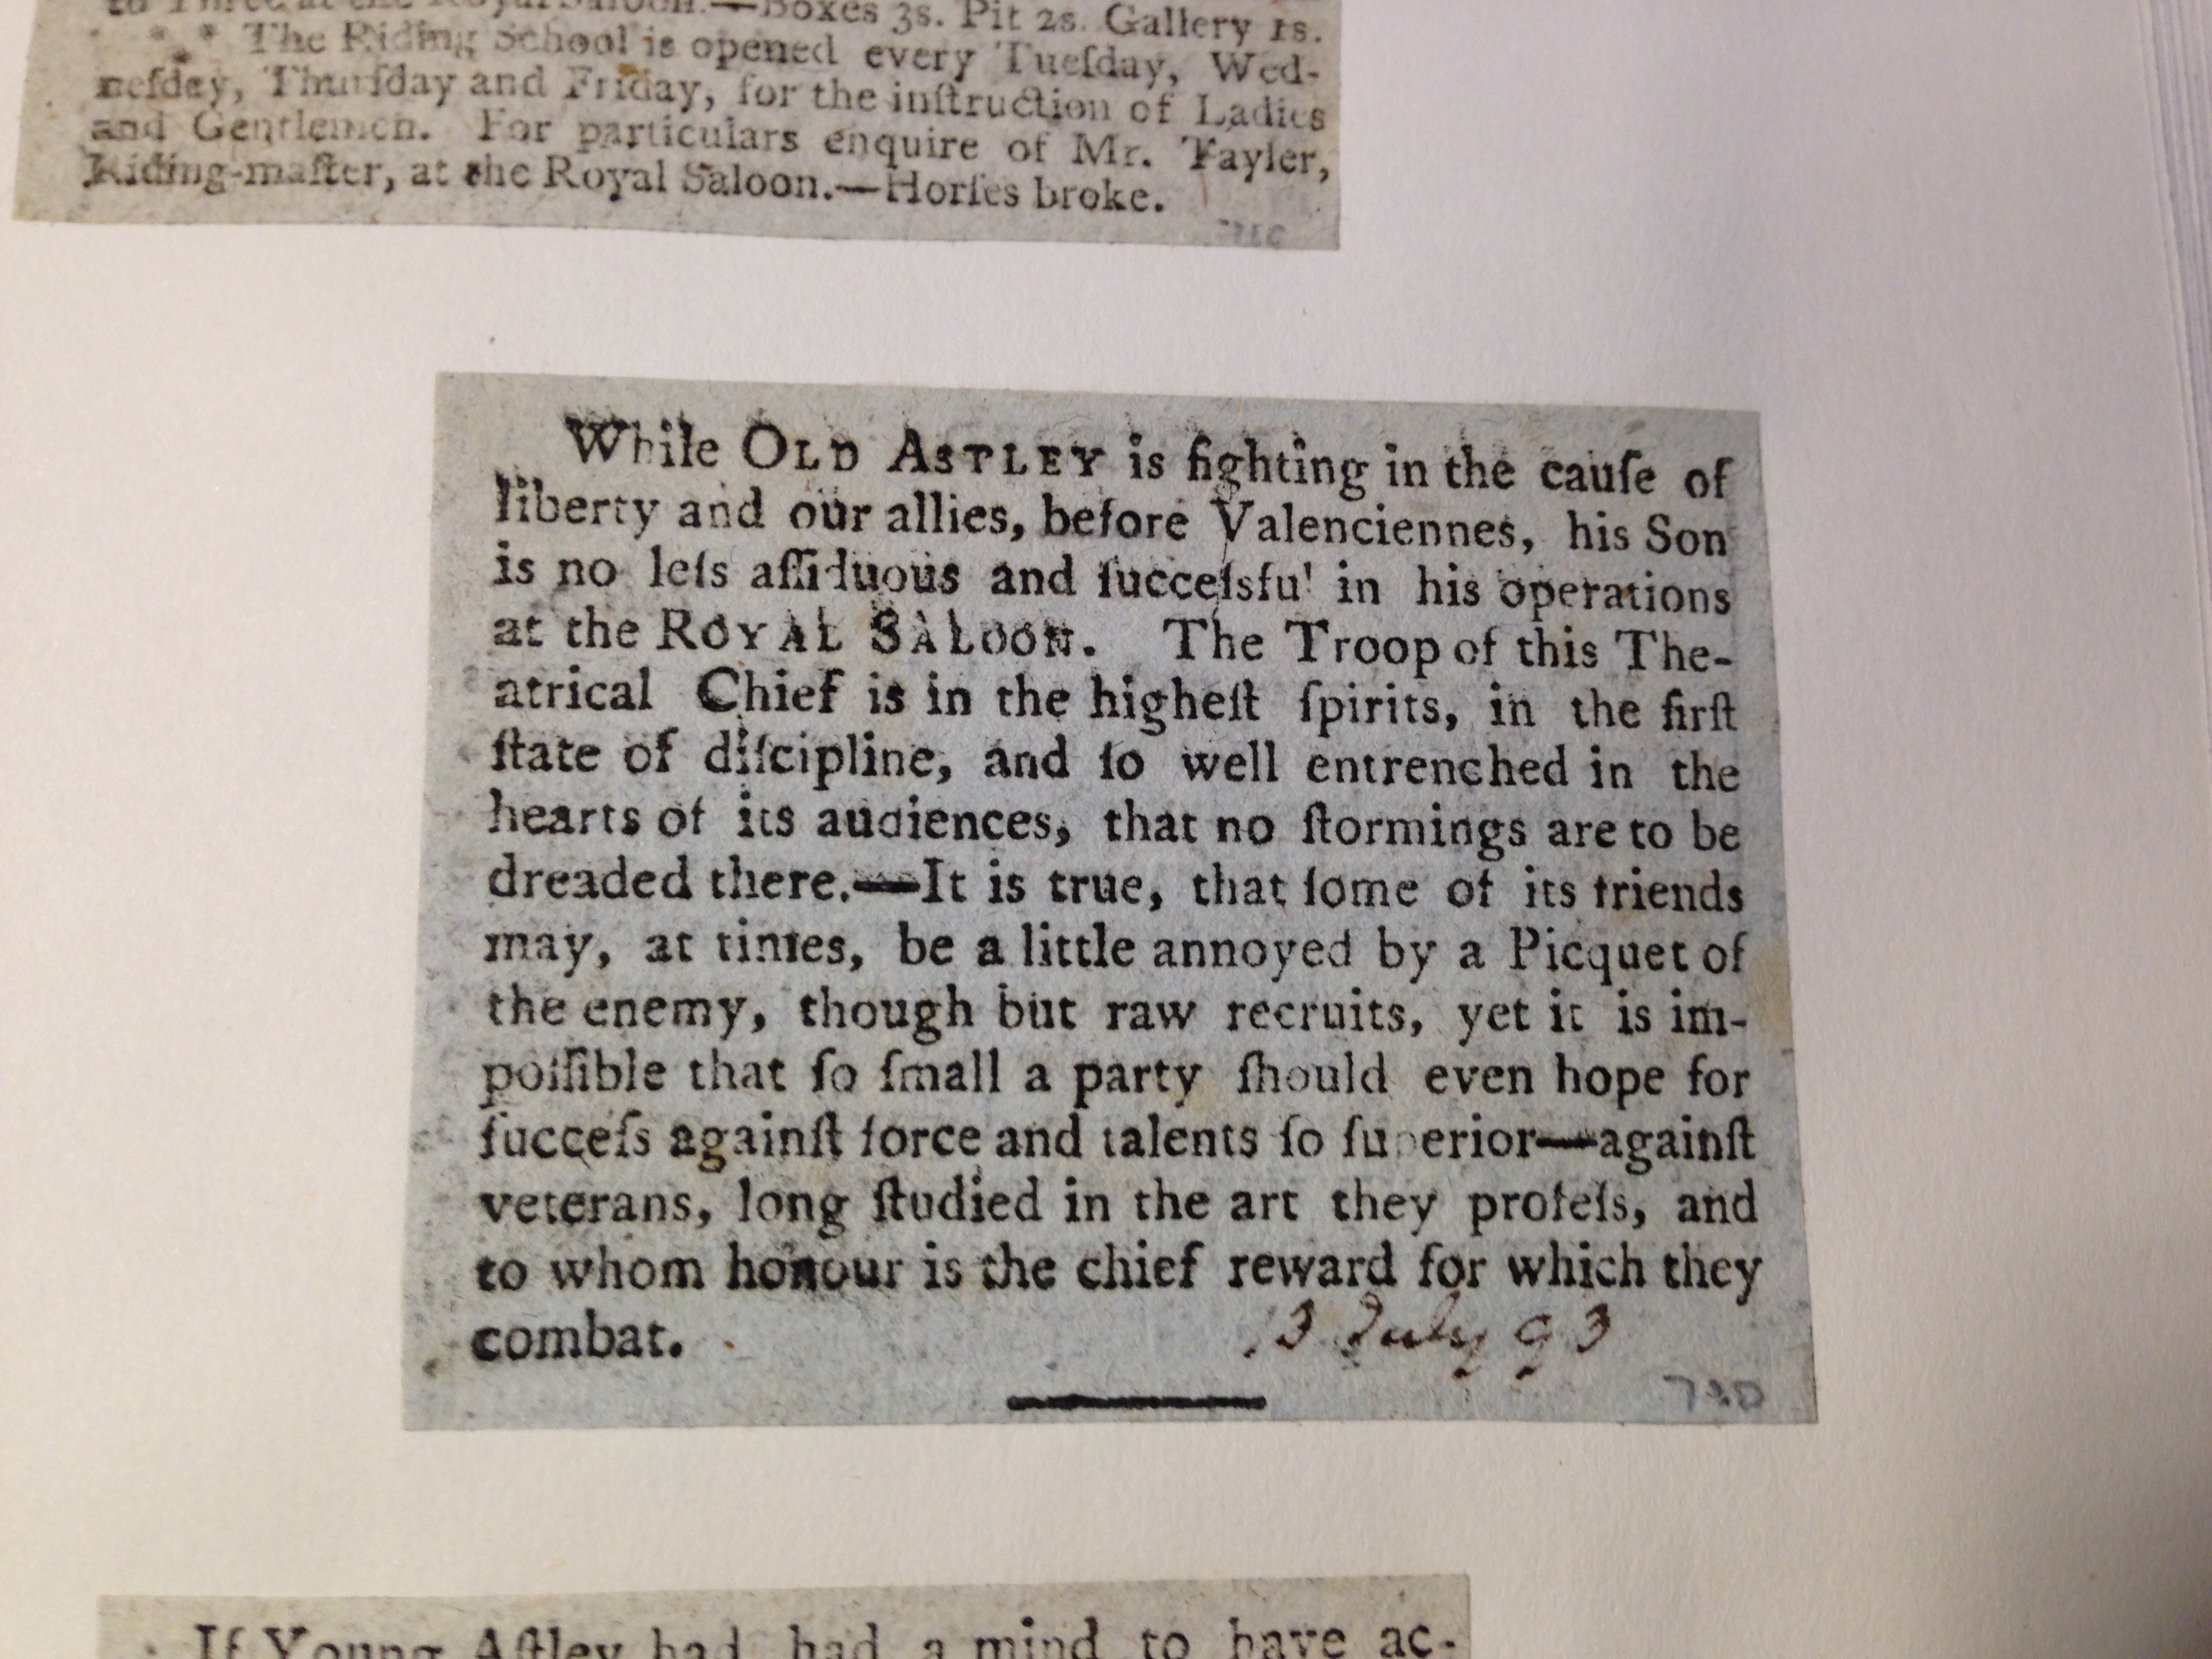 to Three at the Royal Saloon.—Boxes 3s. Pit 2s. Gallery 1s.
*⁎* The Riding School is opened every Tueſday, Wed-
neſdey, Thurſday and Friday, for the inſtruction of Ladies
and Gentlemen. For particulars enquire of Mr. Tayler,
Riding-maſter, at the Royal Saloon.—Horſes broke.
While OLD ASTLEY is fighting in the cauſe of
liberty and our allies, before Valenciennes, his Son
is no leſs aſſiduous and ſucceſsful in his operations
at the ROYAL SALOON. The Troop of this The-
atrical Chief is in the higheſt ſpirits, in the firſt
ſtate of diſcipline, and ſo well entrenched in the
hearts of its audiences, that no ſtormings are to be
dreaded there.—It is true, that ſome of its friends
may, at times, be a little annoyed by a Picquet of
the enemy, though but raw recruits, yet it is im-
poſſible that ſo ſmall a party ſhould even hope for
ſucceſs againſt force and talents ſo ſuperior—againſt
veterans, long ſtudied in the art they profeſs, and
to whom honour is the chief reward for which they
combat.
13 July 93
If Young Aſtley had had a mind to have ac-